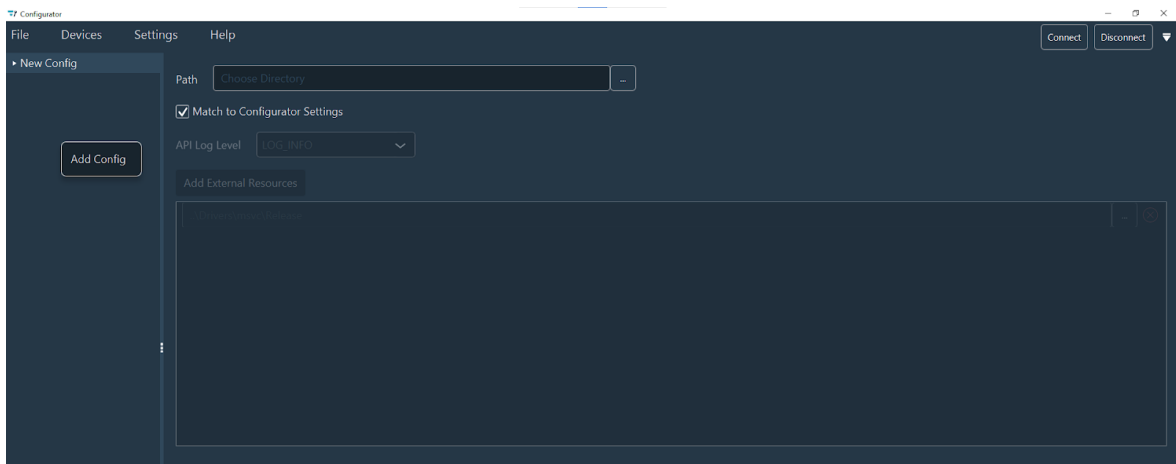 Configurator
File Devices Settings Help Connect Disconnect
New Config
Path Choose Directory ...
Match to Configurator Settings
Add Config
API Log Level LOG_INFO
Add External Resources
...